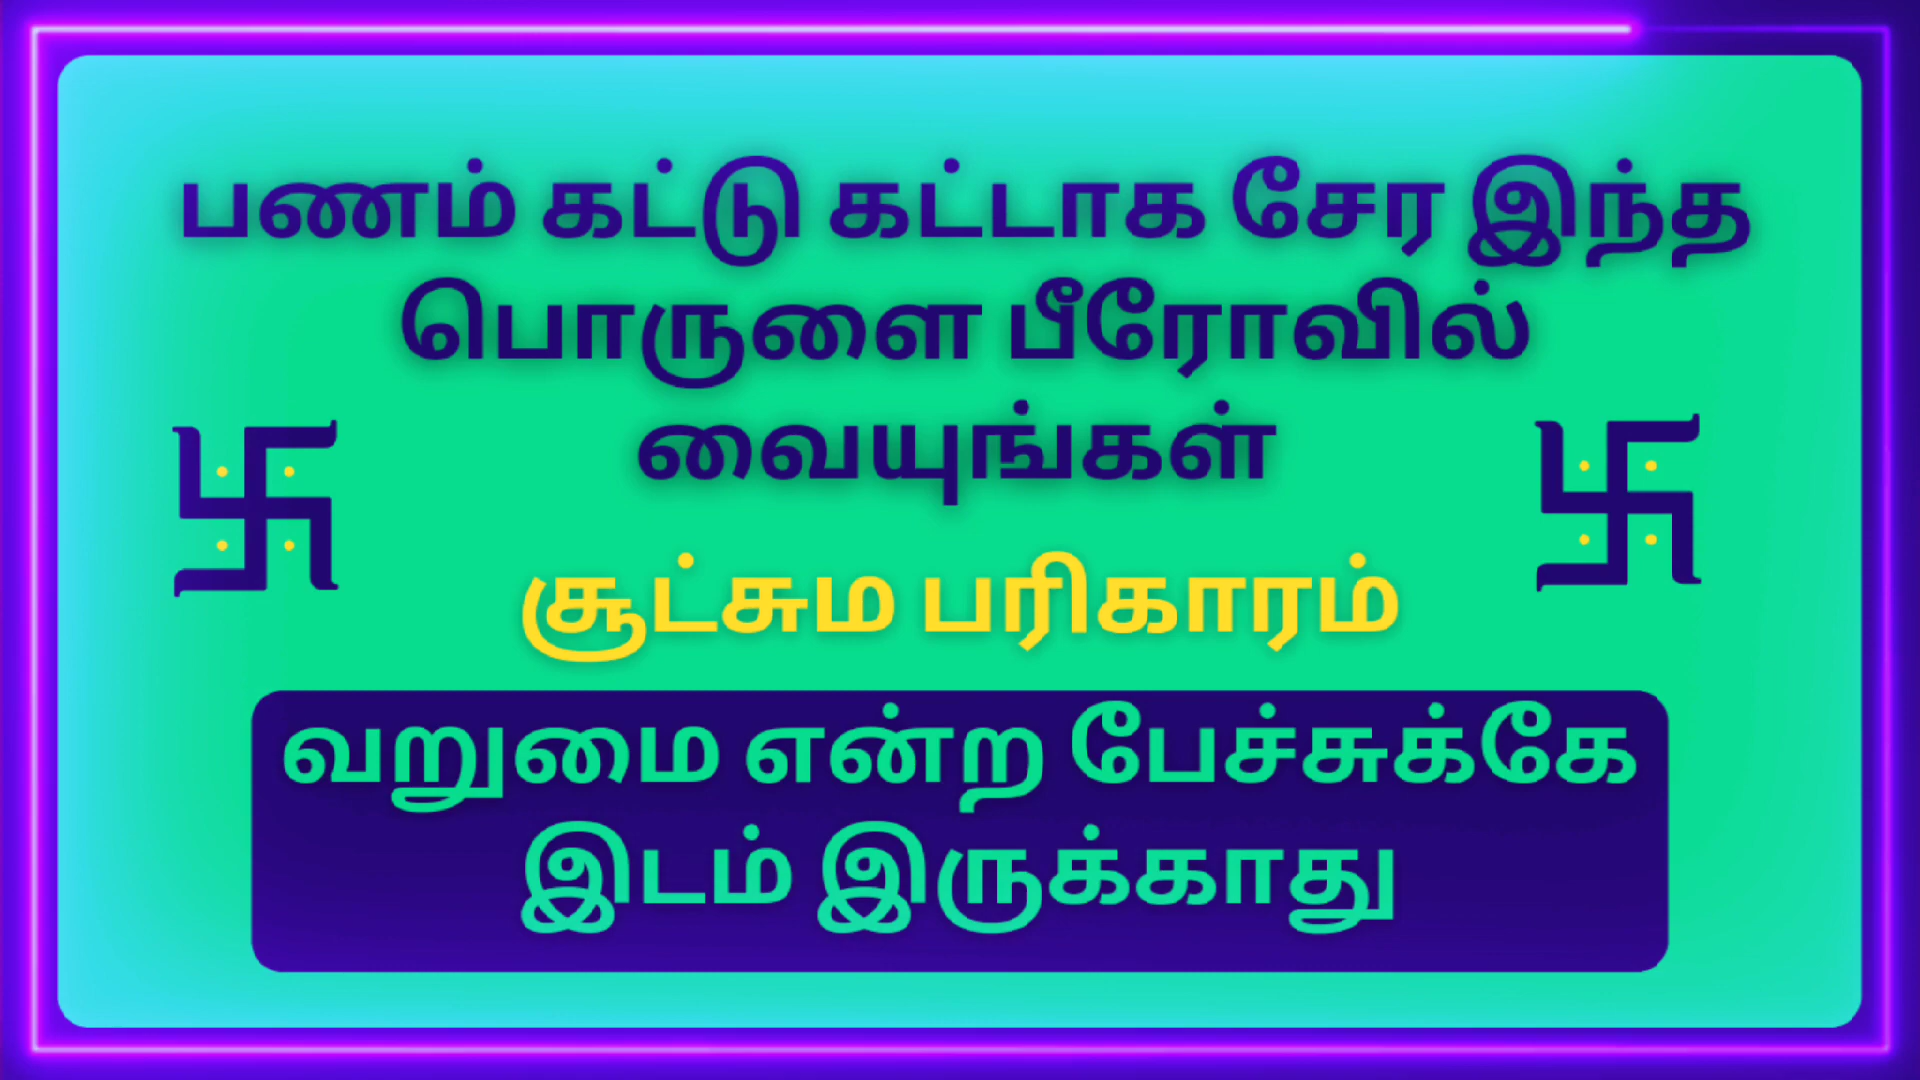 பணம் கட்டு கட்டாக சேர இந்த
பொருளை பீரோவில்
வையுங்கள்
சூட்சும பரிகாரம்
வறுமை என்ற பேச்சுக்கே
இடம் இருக்காது